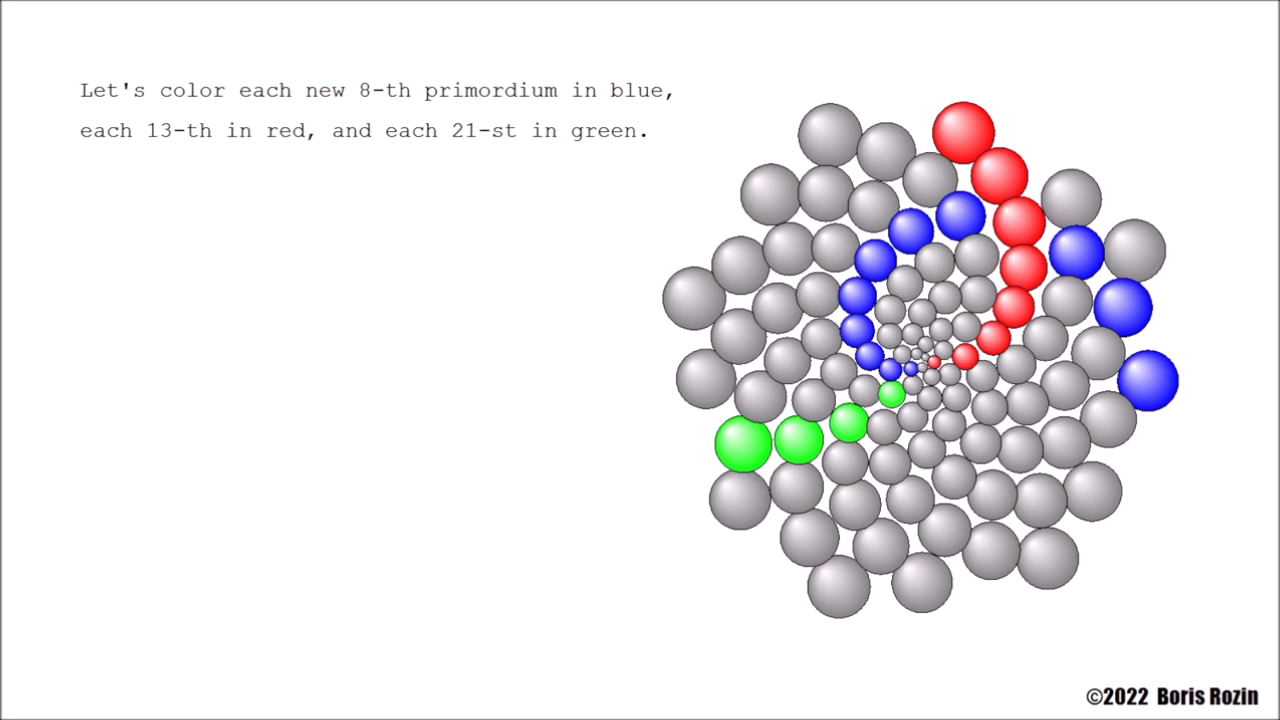 Let's color each new 8-th primordium in blue,
each 13-th in red, and each 21-st in green.
©2022 Boris Rozin